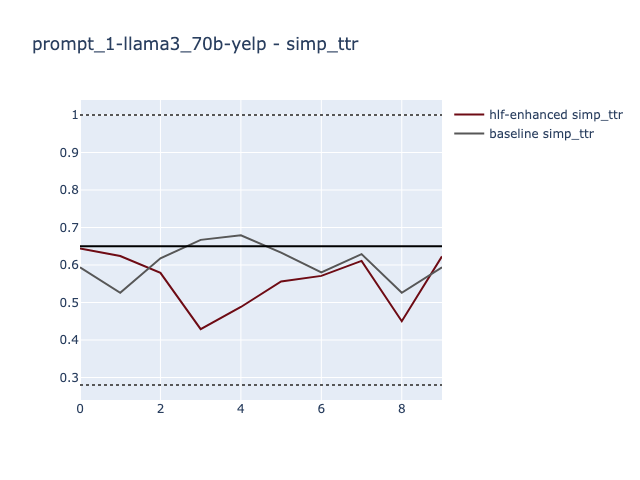 prompt_1-llama3_70b-yelp - simp_ttr
hlf-enhanced simp_ttr
baseline simp_ttr
1
0.9
0.8
0.7
0.6
0.5
0.4
0.3
0 2 4 6 8